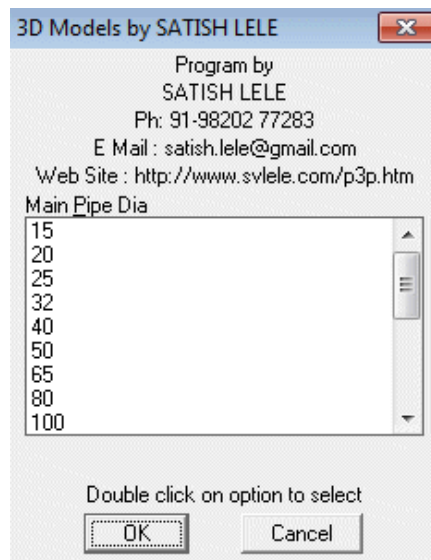 3D Models by SATISH LELE
Program by
SATISH LELE
Ph: 91-98202 77283
E Mail : satish.lele@gmail.com
Web Site : http://www.svlele.com/p3p.htm
Main Pipe Dia
15
20
25
32
40
50
65
80
100
Double click on option to select
OK
Cancel